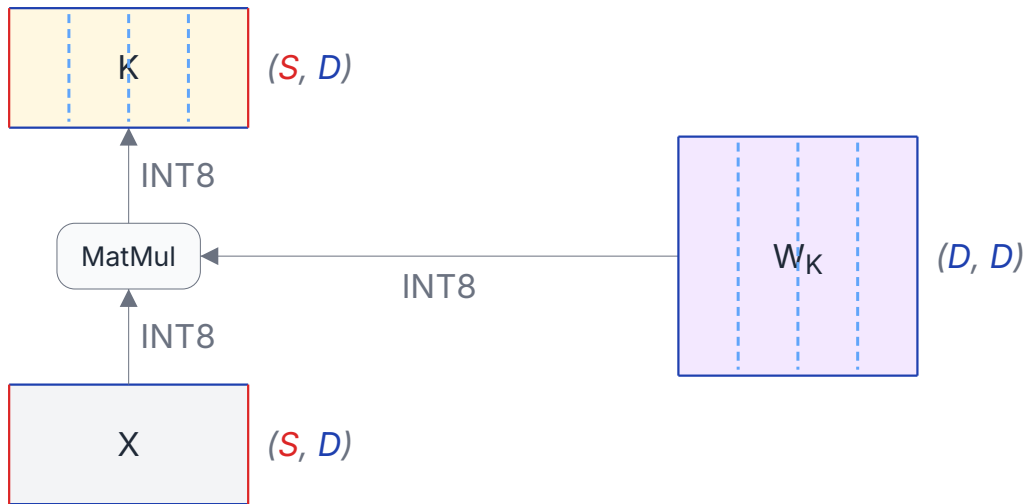 K
(S, D)
INT8
MatMul
INT8
W_K
(D, D)
INT8
X
(S, D)